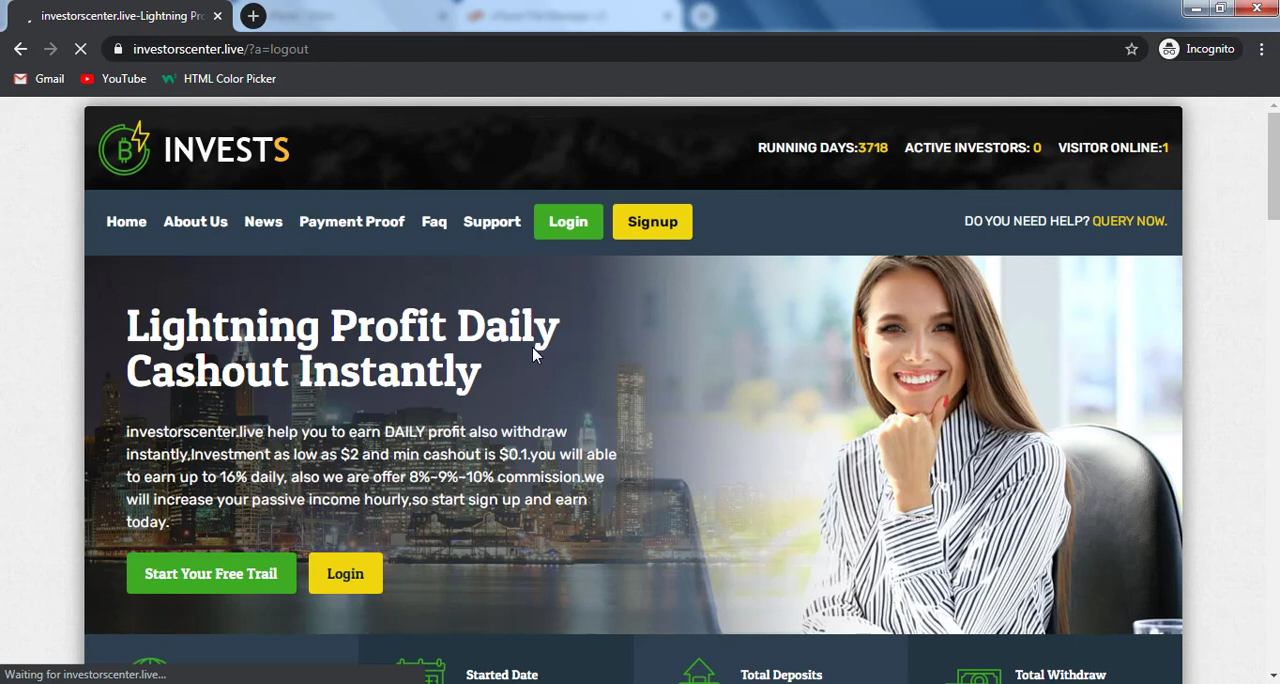 investorscenter.live-Lightning Pr
investorscenter.live/?a=logout
Incognito
Gmail
YouTube
HTML Color Picker
INVESTS
RUNNING DAYS:3718
ACTIVE INVESTORS: 0
VISITOR ONLINE:1
Home
About Us
News
Payment Proof
Faq
Support
Login
Signup
DO YOU NEED HELP? QUERY NOW.
Lightning Profit Daily
Cashout Instantly
investorscenter.live help you to earn DAILY profit also withdraw
instantly,Investment as low as $2 and min cashout is $0.1.you will able
to earn up to 16% daily, also we are offer 8%-9%-10% commission.we
will increase your passive income hourly,so start sign up and earn
today.
Start Your Free Trail
Login
Started Date
Total Deposits
Total Withdraw
Waiting for investorscenter.live...